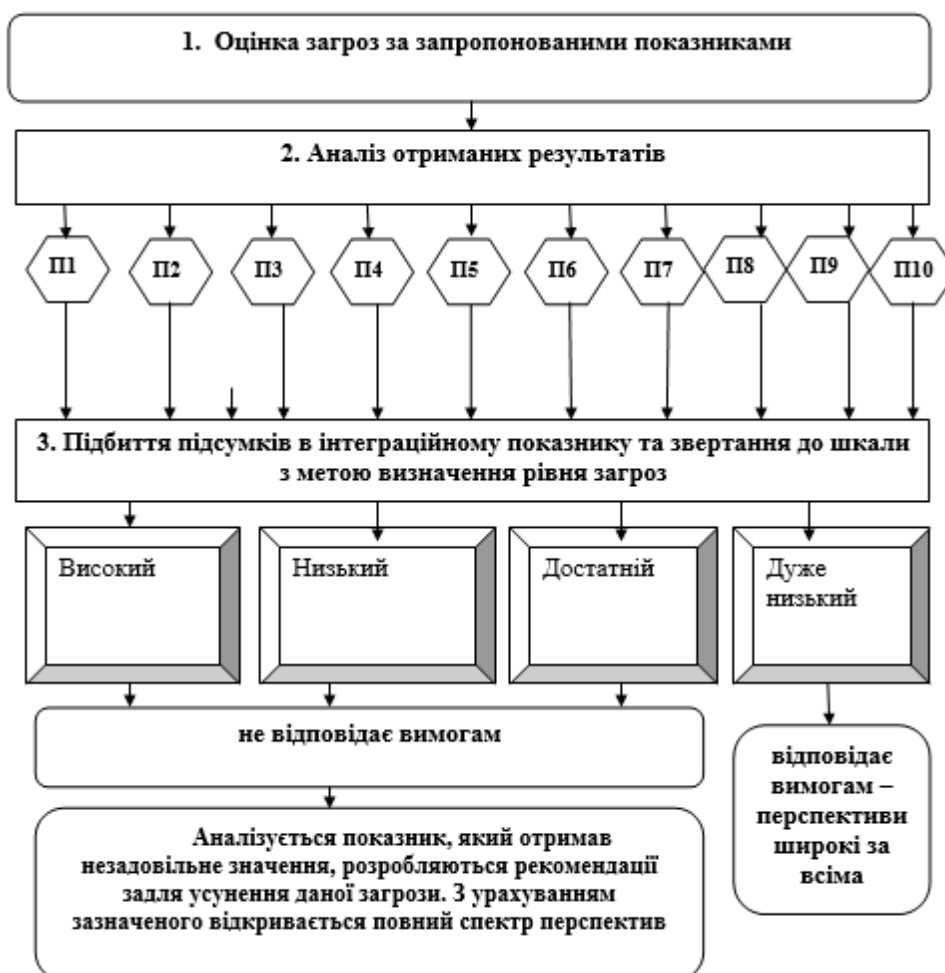 1. Оцінка загроз за запропонованими показниками
2. Аналіз отриманих результатів
П1 П2 П3 П4 П5 П6 П7 П8 П9 П10
3. Підбиття підсумків в інтеграційному показнику та звертання до шкали
з метою визначення рівня загроз
Високий
Низький
Достатній
Дуже
низький
не відповідає вимогам
відповідає
вимогам –
перспективи
широкі за
всіма
Аналізується показник, який отримав
незадовільне значення, розробляються рекомендації
задля усунення даної загрози. З урахуванням
зазначеного відкривається повний спектр перспектив